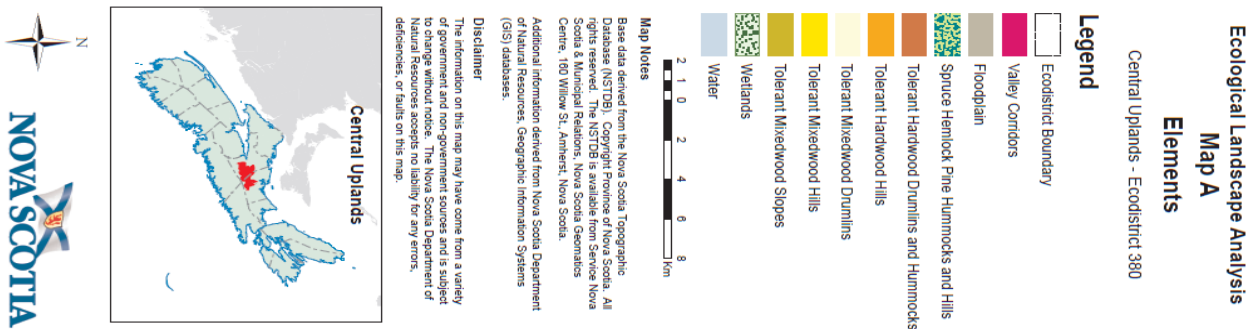 Ecological Landscape Analysis
Map A
Elements
Central Uplands - Ecodistrict 380
Legend
Ecodistrict Boundary
Valley Corridors
Floodplain
Spruce Hemlock Pine Hummocks and Hills
Tolerant Hardwood Drumlins and Hummocks
Tolerant Hardwood Hills
Tolerant Mixedwood Drumlins
Tolerant Mixedwood Hills
Tolerant Mixedwood Slopes
Wetlands
Water
2 1 0 2 4 6 8
Km
Map Notes
Base data derived from the Nova Scotia Topographic
Database (NSTDB). Copyright Province of Nova Scotia. All
rights reserved. The NSTDB is available from Service Nova
Scotia & Municipal Relations, Nova Scotia Geomatics
Centre, 160 Willow St., Amherst, Nova Scotia.
Additional information derived from Nova Scotia Department
of Natural Resources, Geographic Information Systems
(GIS) databases.
Disclaimer
The information on this map may have come from a variety
of government and non-government sources and is subject
to change without notice. The Nova Scotia Department of
Natural Resources accepts no liability for any errors,
deficiencies, or faults on this map.
Central Uplands
N
NOVA SCOTIA